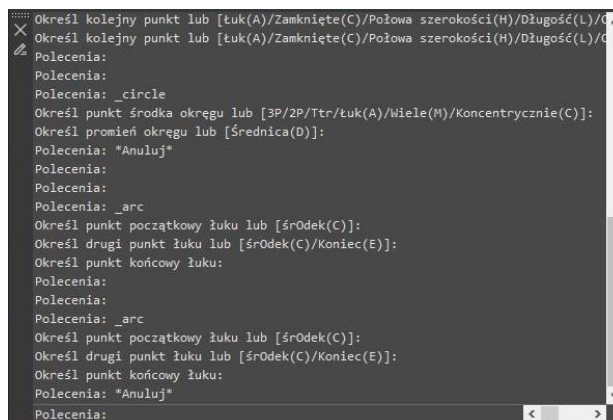 Określ kolejny punkt lub [Łuk(A)/Zamknięte(C)/Połowa szerokości(H)/Długość(L)/
Określ kolejny punkt lub [Łuk(A)/Zamknięte(C)/Połowa szerokości(H)/Długość(L)/
Polecenia:
Polecenia:
Polecenia: _circle
Określ punkt środka okręgu lub [3P/2P/Ttr/Łuk(A)/Wiele(M)/Koncentrycznie(C)]:
Określ promień okręgu lub [Średnica(D)]:
Polecenia: *Anuluj*
Polecenia:
Polecenia:
Polecenia: _arc
Określ punkt początkowy łuku lub [śrOdek(C)]:
Określ drugi punkt łuku lub [śrOdek(C)/Koniec(E)]:
Określ punkt końcowy łuku:
Polecenia:
Polecenia:
Polecenia: _arc
Określ punkt początkowy łuku lub [śrOdek(C)]:
Określ drugi punkt łuku lub [śrOdek(C)/Koniec(E)]:
Określ punkt końcowy łuku:
Polecenia: *Anuluj*
Polecenia: